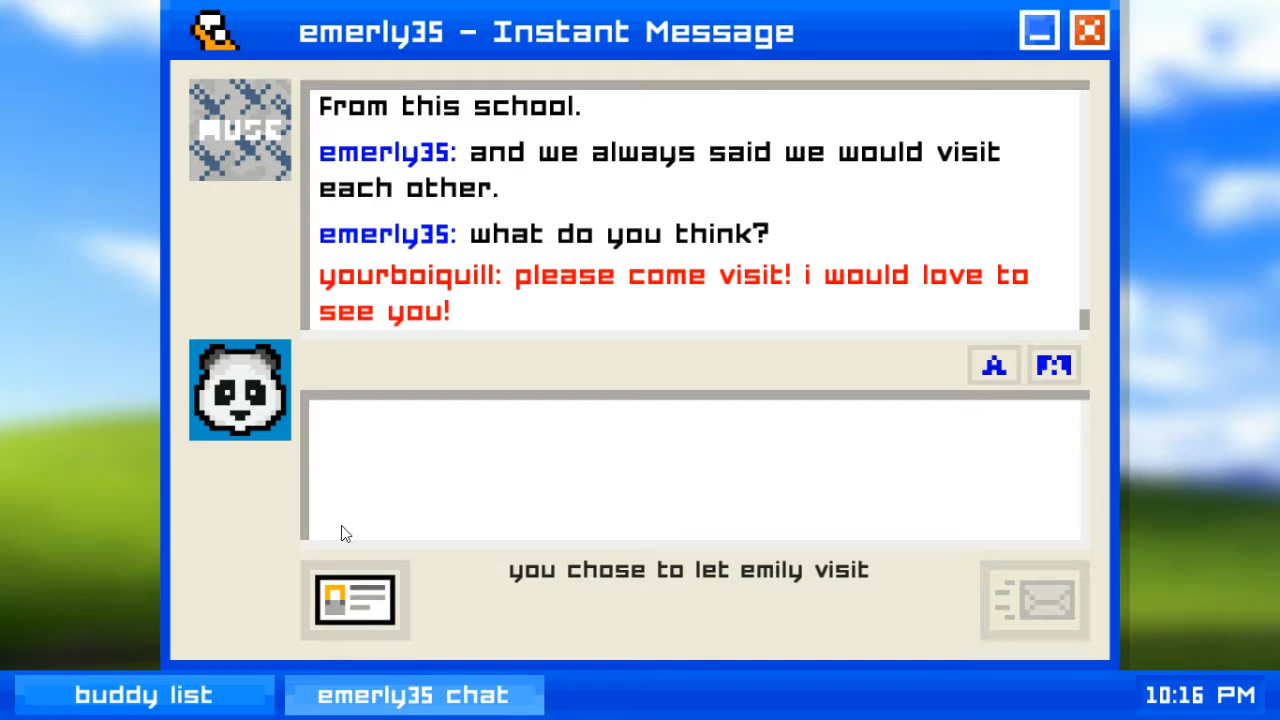 emerly35 - Instant Message
MUSE
From this school.
emerly35: and we always said we would visit
each other.
emerly35: what do you think?
yourboiquill: please come visit! i would love to
see you!
A
you chose to let emily visit
buddy list
emerly35 chat
10:16 PM